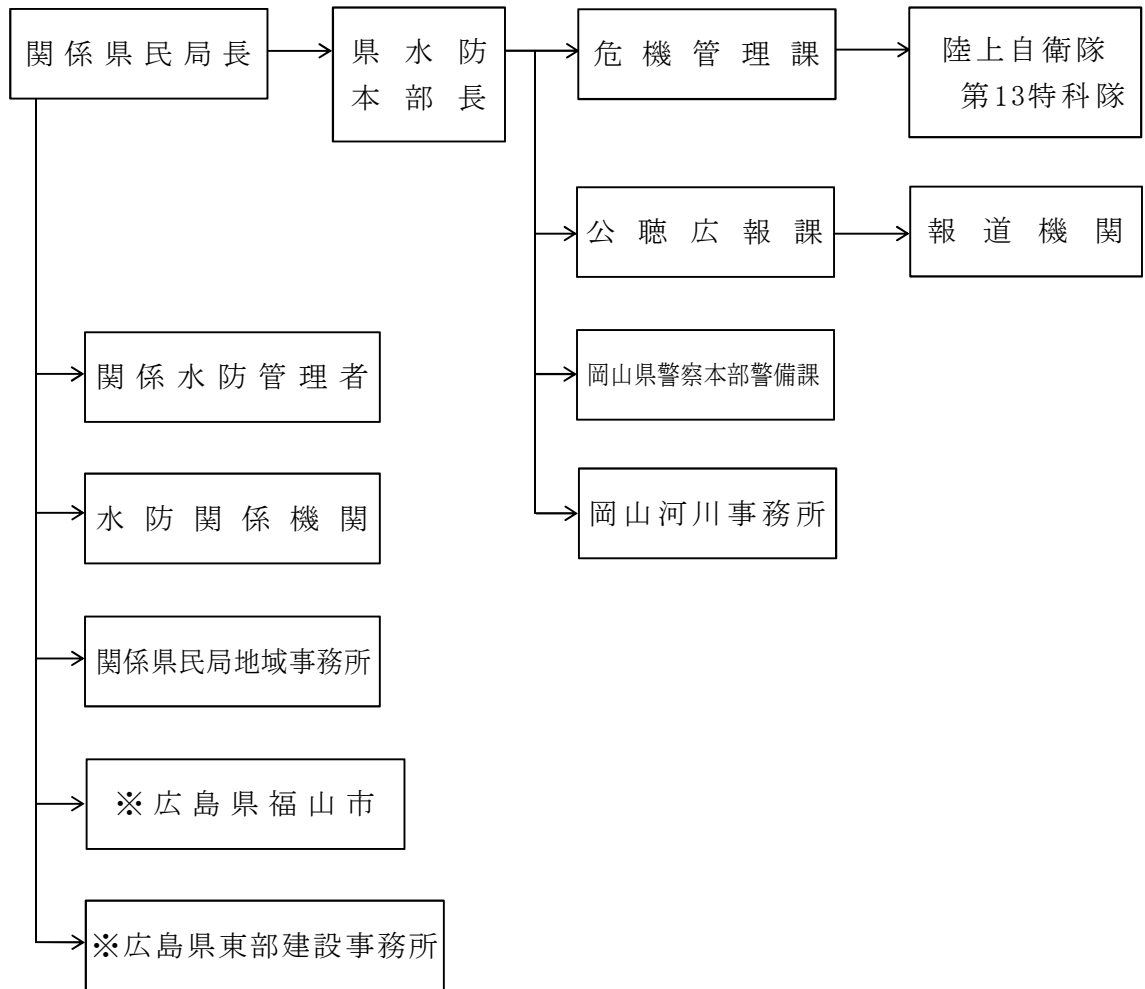 関係県民局長
県水防
本部長
危機管理課
陸上自衛隊
第13特科隊
公聴広報課
報道機関
関係水防管理者
岡山県警察本部警備課
水防関係機関
岡山河川事務所
関係県民局地域事務所
※広島県福山市
※広島県東部建設事務所